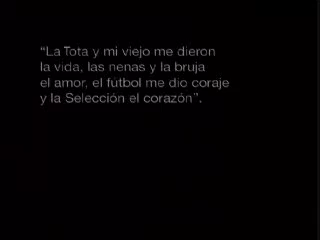 “La Tota y mi viejo me dieron
la vida, las nenas y la bruja
el amor, el fútbol me dio coraje
y la Selección el corazón”.